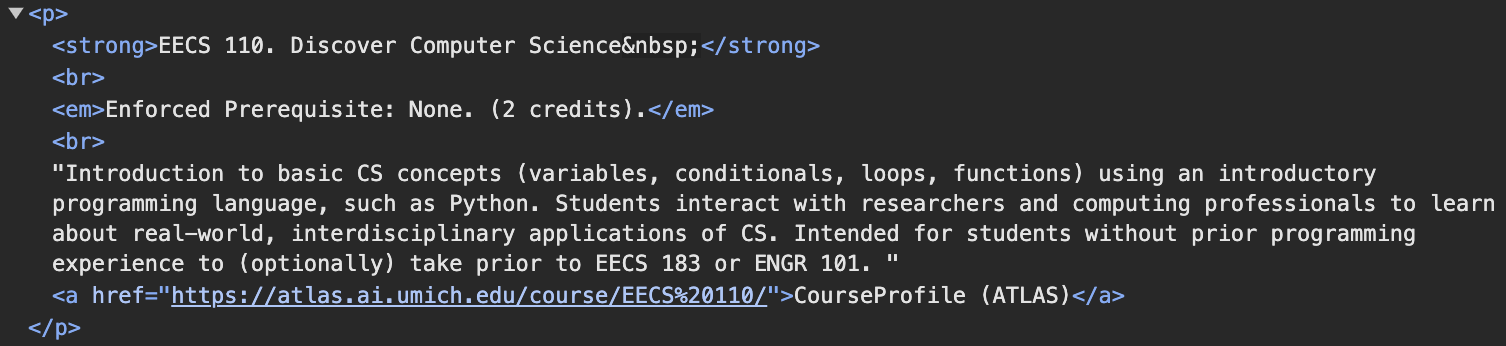 ▼<p>
<strong>EECS 110. Discover Computer Science&nbsp;</strong>
<br>
<em>Enforced Prerequisite: None. (2 credits).</em>
<br>
"Introduction to basic CS concepts (variables, conditionals, loops, functions) using an introductory
programming language, such as Python. Students interact with researchers and computing professionals to learn
about real-world, interdisciplinary applications of CS. Intended for students without prior programming
experience to (optionally) take prior to EECS 183 or ENGR 101. "
<a href="https://atlas.ai.umich.edu/course/EECS%20110/">CourseProfile (ATLAS)</a>
</p>